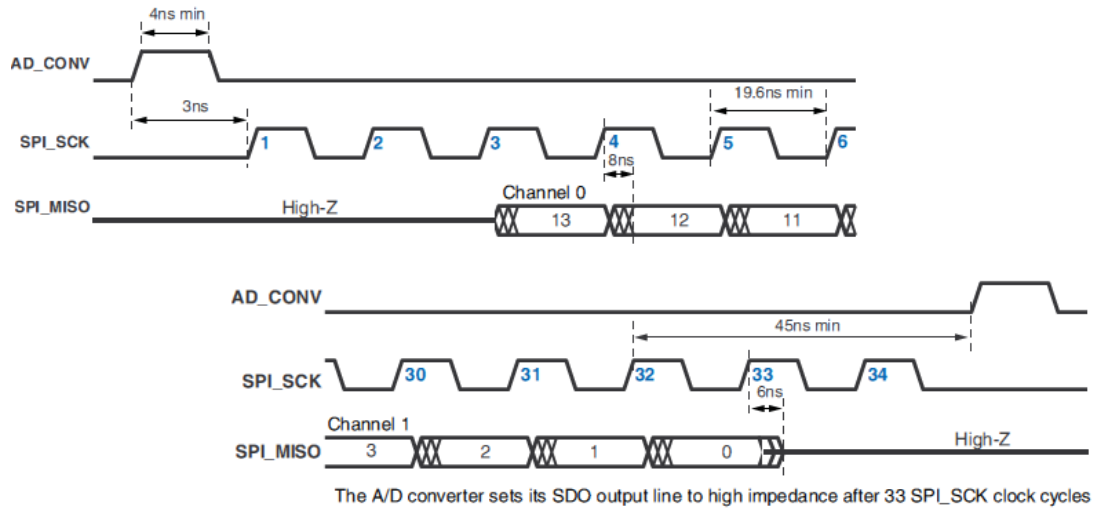 4ns min
AD_CONV
3ns
19.6ns min
SPI_SCK
1 2 3 4 5 6
8ns
Channel 0
SPI_MISO
High-Z
13 12 11
AD_CONV
45ns min
SPI_SCK
30 31 32 33 34
6ns
Channel 1
SPI_MISO
3 2 1 0
High-Z
The A/D converter sets its SDO output line to high impedance after 33 SPI_SCK clock cycles